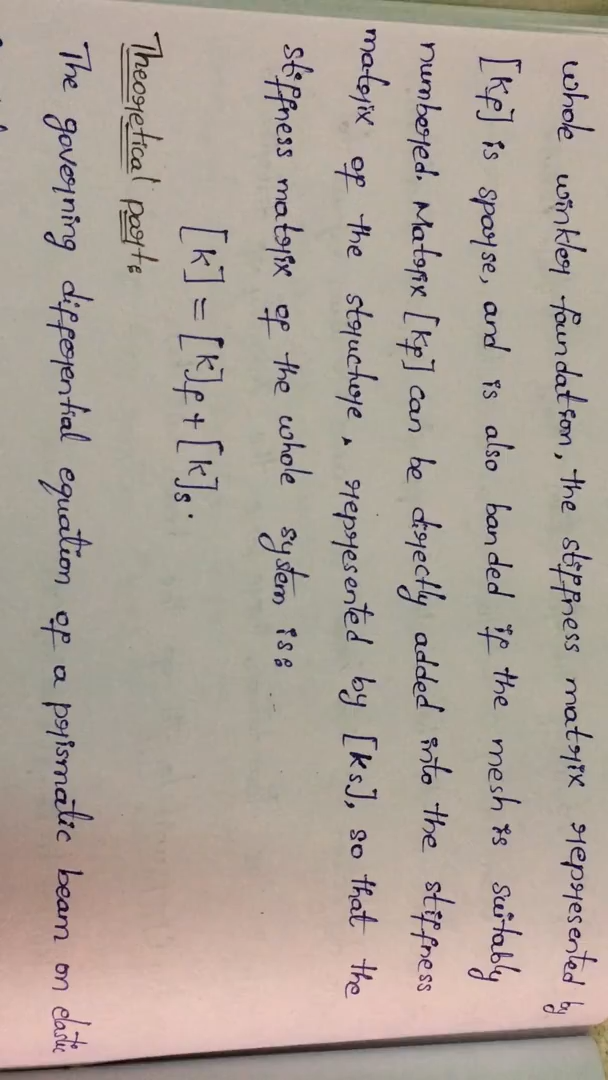 whole winkler foundation, the stiffness matrix represented by
[Kf] is sparse, and is also banded if the mesh is suitably
numbered. Matrix [Kf] can be directly added into the stiffness
matrix of the structure, represented by [Ks], so that the
stiffness matrix of the whole system is:
[K] = [K]f + [K]s.
Theoretical part:
The governing differential equation of a prismatic beam on elastic